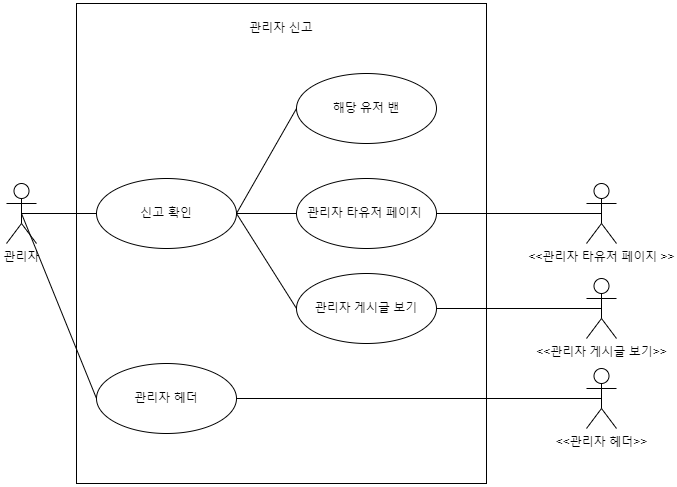 관리자 신고
해당 유저 밴
신고 확인
관리자 타유저 페이지
관리자
<<관리자 타유저 페이지 >>
관리자 게시글 보기
<<관리자 게시글 보기>>
관리자 헤더
<<관리자 헤더>>